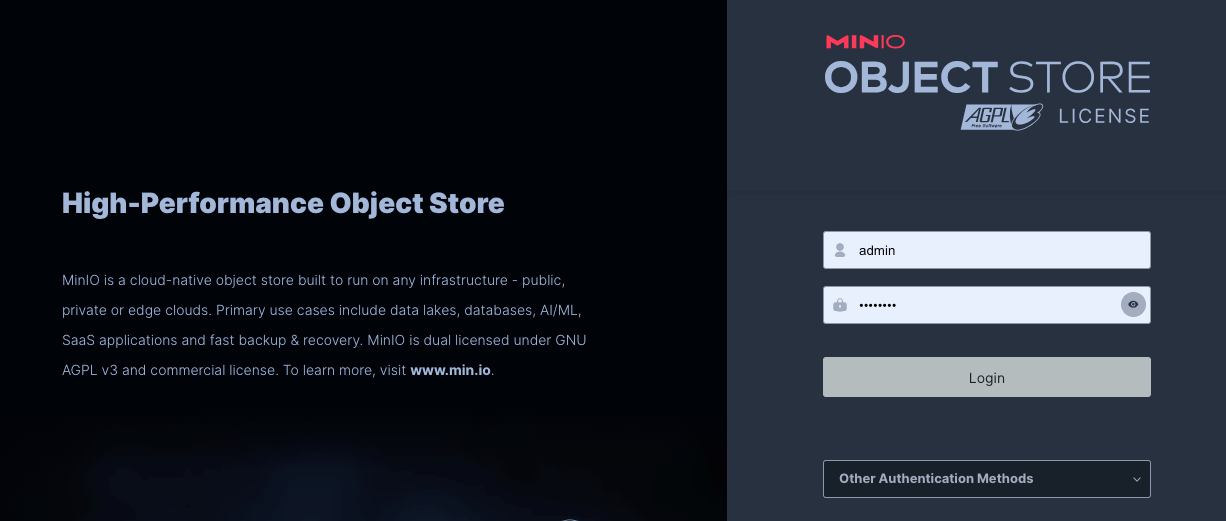 High-Performance Object Store
MinIO is a cloud-native object store built to run on any infrastructure - public,
private or edge clouds. Primary use cases include data lakes, databases, AI/ML,
SaaS applications and fast backup & recovery. MinIO is dual licensed under GNU
AGPL v3 and commercial license. To learn more, visit www.min.io.
MINIO
OBJECT STORE
AGPLv3 LICENSE
Free Software
admin
••••••••
Login
Other Authentication Methods